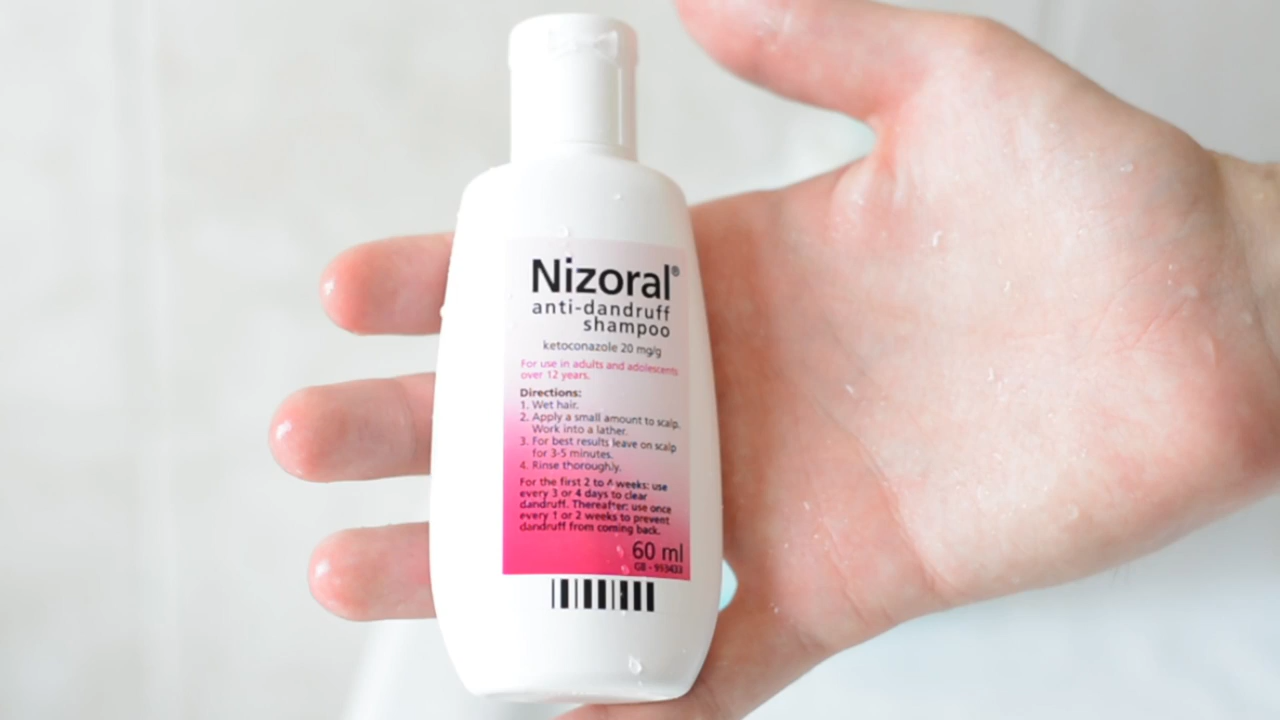 Nizoral®
anti-dandruff
shampoo
ketoconazole 20 mg/g
For use in adults and adolescents
over 12 years.
Directions:
1. Wet hair.
2. Apply a small amount to scalp.
Work into a lather.
3. For best results leave on scalp
for 3-5 minutes.
4. Rinse thoroughly.
For the first 2 to 4 weeks: use
every 3 or 4 days to clear
dandruff. Thereafter: use once
every 1 or 2 weeks to prevent
dandruff from coming back.
60 ml
GB - 993433